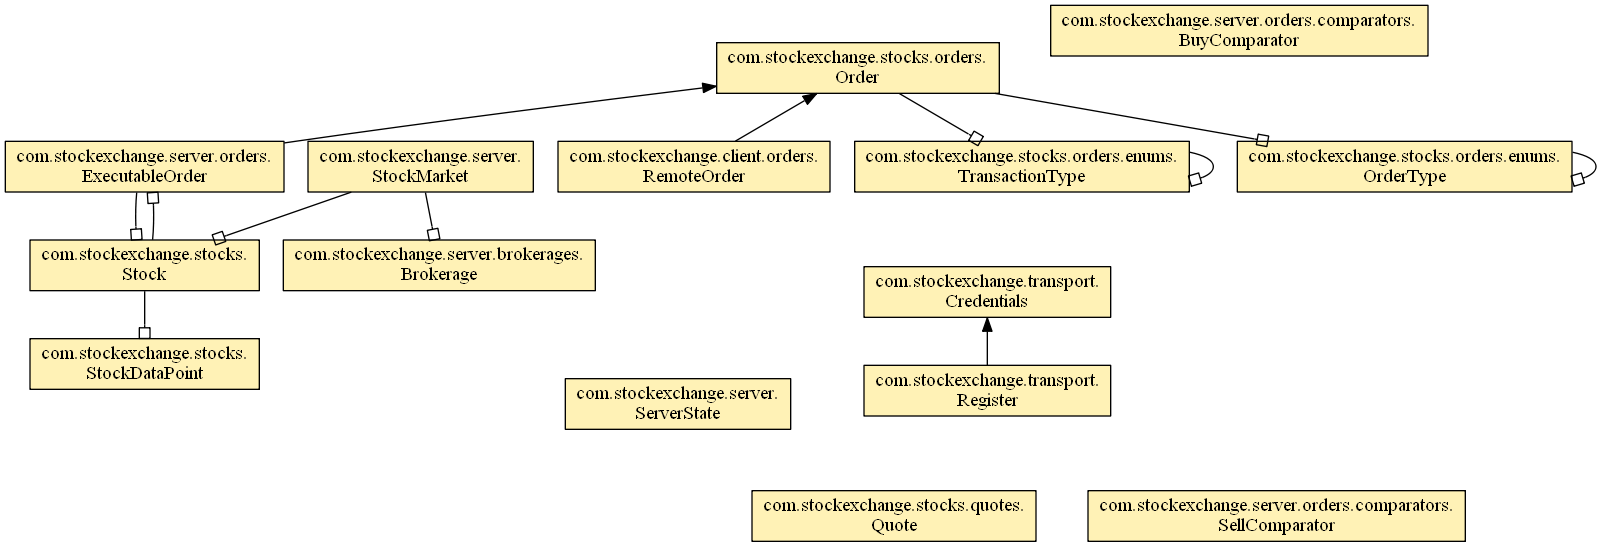 com.stockexchange.server.orders.comparators.
BuyComparator
com.stockexchange.stocks.orders.
Order
com.stockexchange.server.orders.
ExecutableOrder
com.stockexchange.server.
StockMarket
com.stockexchange.client.orders.
RemoteOrder
com.stockexchange.stocks.orders.enums.
TransactionType
com.stockexchange.stocks.orders.enums.
OrderType
com.stockexchange.stocks.
Stock
com.stockexchange.server.brokerages.
Brokerage
com.stockexchange.transport.
Credentials
com.stockexchange.stocks.
StockDataPoint
com.stockexchange.server.
ServerState
com.stockexchange.transport.
Register
com.stockexchange.stocks.quotes.
Quote
com.stockexchange.server.orders.comparators.
SellComparator